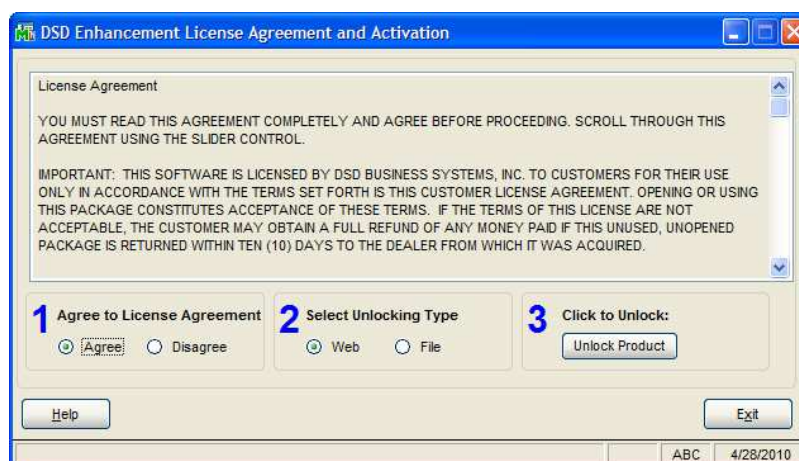 DSD Enhancement License Agreement and Activation
License Agreement
YOU MUST READ THIS AGREEMENT COMPLETELY AND AGREE BEFORE PROCEEDING. SCROLL THROUGH THIS
AGREEMENT USING THE SLIDER CONTROL.
IMPORTANT: THIS SOFTWARE IS LICENSED BY DSD BUSINESS SYSTEMS, INC. TO CUSTOMERS FOR THEIR USE
ONLY IN ACCORDANCE WITH THE TERMS SET FORTH IS THIS CUSTOMER LICENSE AGREEMENT. OPENING OR USING
THIS PACKAGE CONSTITUTES ACCEPTANCE OF THESE TERMS. IF THE TERMS OF THIS LICENSE ARE NOT
ACCEPTABLE, THE CUSTOMER MAY OBTAIN A FULL REFUND OF ANY MONEY PAID IF THIS UNUSED, UNOPENED
PACKAGE IS RETURNED WITHIN TEN (10) DAYS TO THE DEALER FROM WHICH IT WAS ACQUIRED.
1 Agree to License Agreement
Agree Disagree
2 Select Unlocking Type
Web File
3 Click to Unlock:
Unlock Product
Help Exit
ABC 4/28/2010